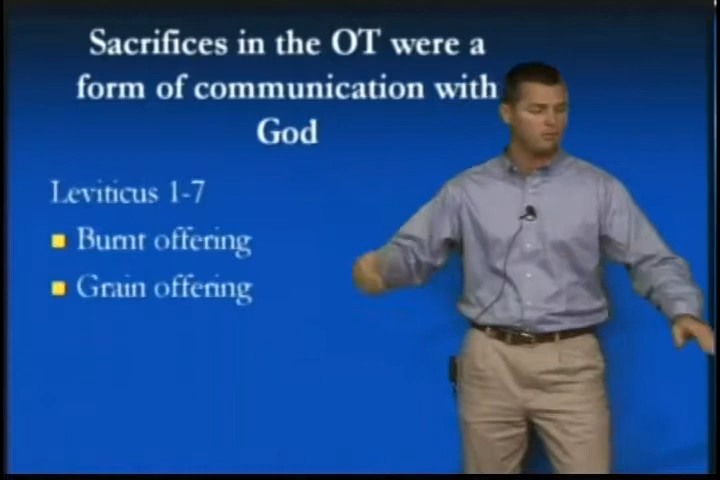 Sacrifices in the OT were a
form of communication with
God
Leviticus 1-7
Burnt offering
Grain offering